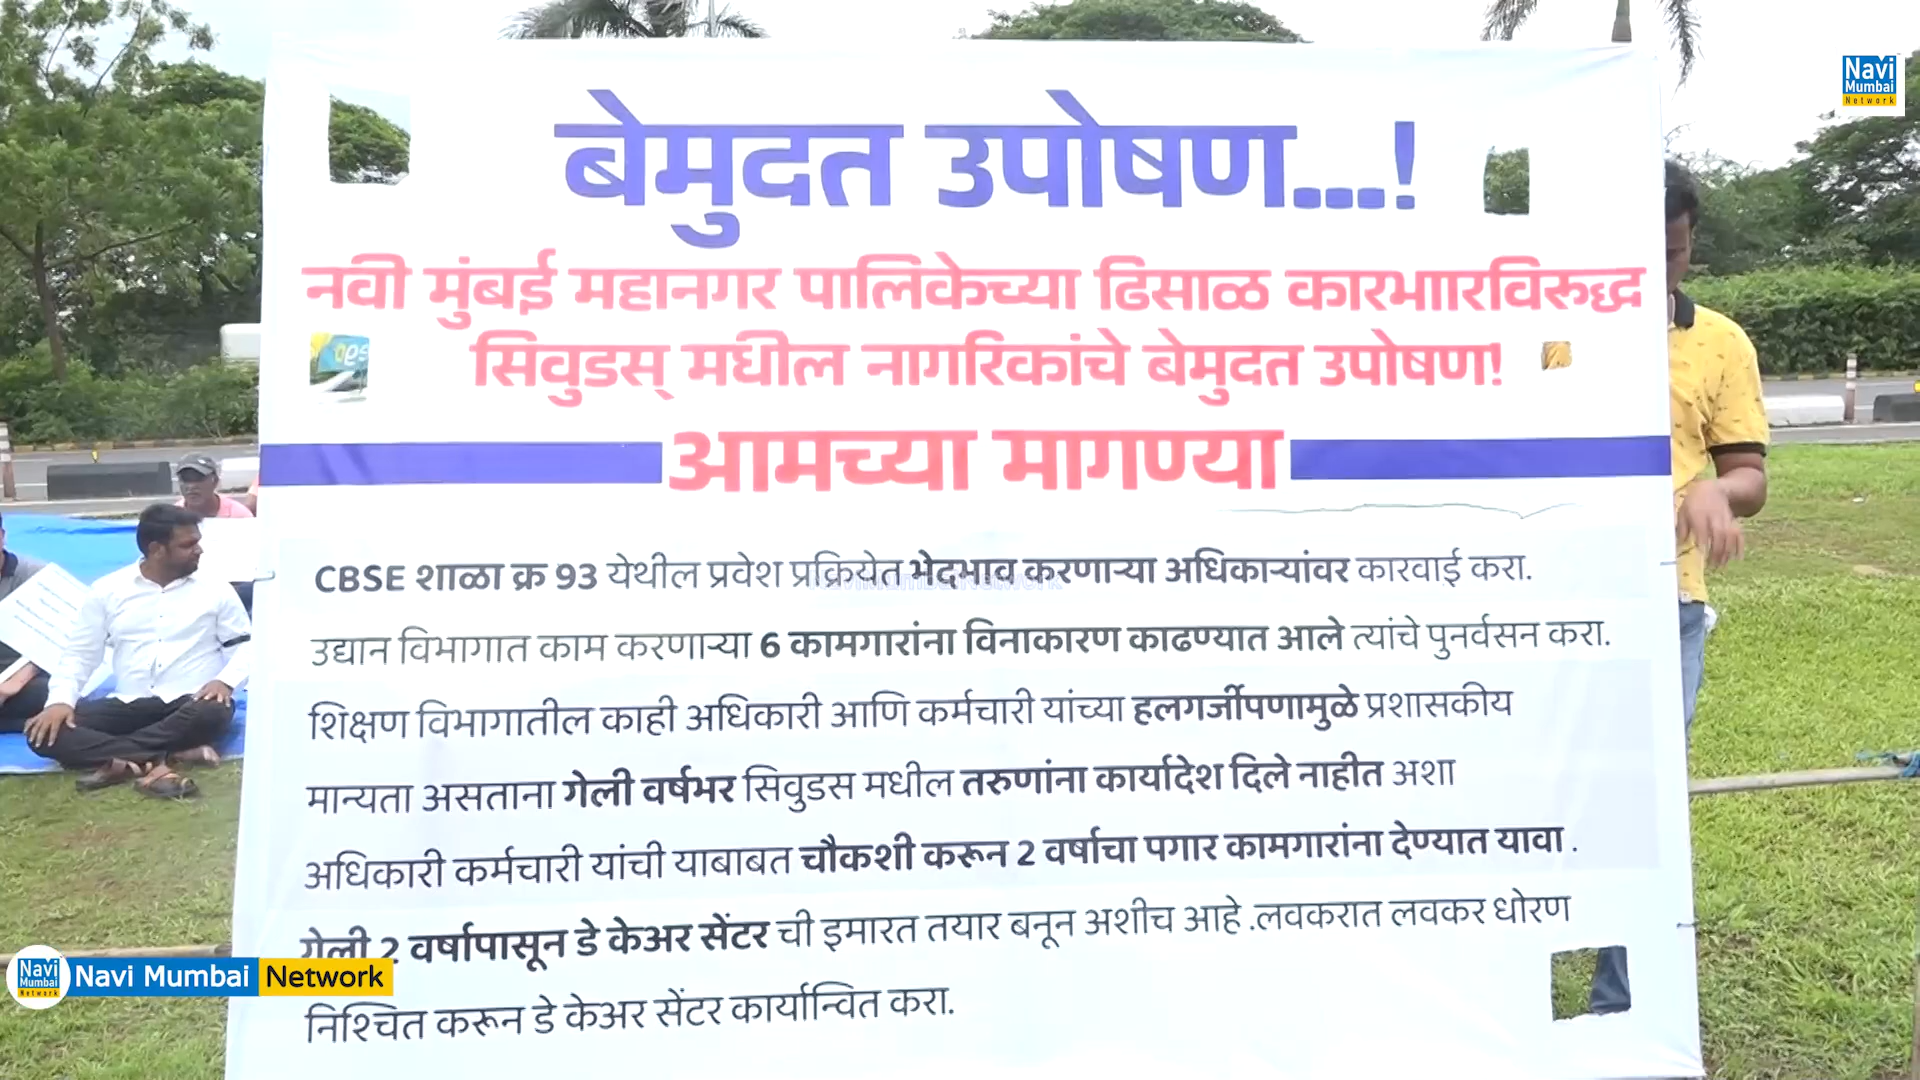 Navi
Mumbai
Network
बेमुदत उपोषण...!
नवी मुंबई महानगर पालिकेच्या ढिसाळ कारभाारविरुद्ध
सिवुडस् मधील नागरिकांचे बेमुदत उपोषण!
आमच्या मागण्या
CBSE शाळा क्र 93 येथील प्रवेश प्रक्रियेत भेदभाव करणाऱ्या अधिकाऱ्यांवर कारवाई करा.
NaviMumbaiNetwork
उद्यान विभागात काम करणाऱ्या 6 कामगारांना विनाकारण काढण्यात आले त्यांचे पुनर्वसन करा.
शिक्षण विभागातील काही अधिकारी आणि कर्मचारी यांच्या हलगर्जीपणामुळे प्रशासकीय
मान्यता असताना गेली वर्षभर सिवुडस मधील तरुणांना कार्यादेश दिले नाहीत अशा
अधिकारी कर्मचारी यांची याबाबत चौकशी करून 2 वर्षाचा पगार कामगारांना देण्यात यावा .
गेली 2 वर्षापासून डे केअर सेंटर ची इमारत तयार बनून अशीच आहे .लवकरात लवकर धोरण
निश्चित करून डे केअर सेंटर कार्यान्वित करा.
Navi
Mumbai
Network
Navi Mumbai Network